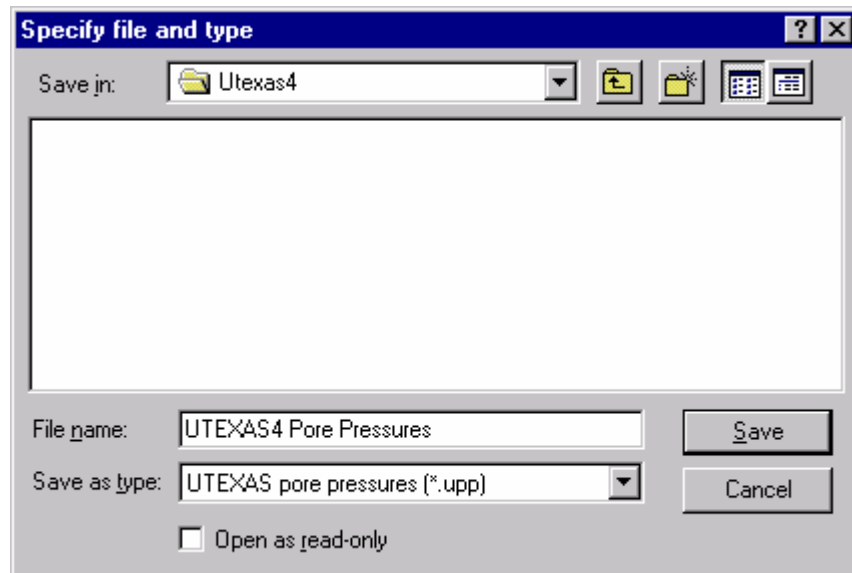 Specify file and type
Save in: Utexas4
File name: UTEXAS4 Pore Pressures Save
Save as type: UTEXAS pore pressures (*.upp) Cancel
Open as read-only